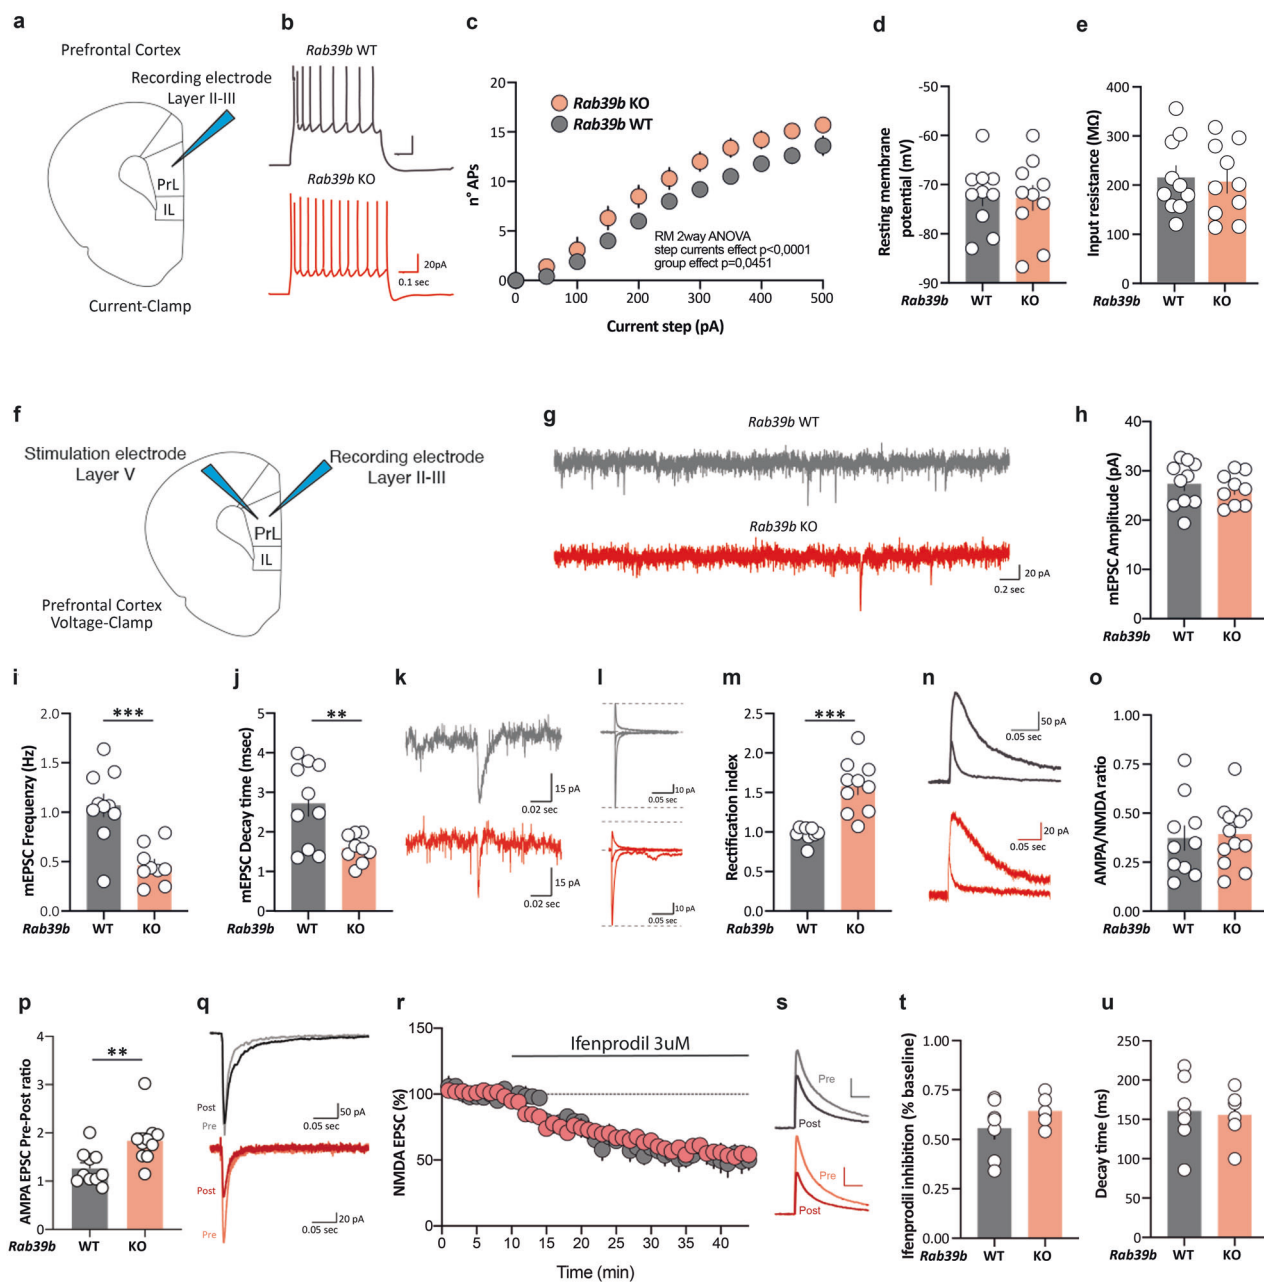 a
Prefrontal Cortex
Recording electrode
Layer II-III
PrL
IL
Current-Clamp
b
Rab39b WT
Rab39b KO
20pA
0.1 sec
c
n° APs
20
15
10
5
0
Rab39b KO
Rab39b WT
RM 2way ANOVA
step currents effect p<0,0001
group effect p=0,0451
0 100 200 300 400 500
Current step (pA)
d
Resting membrane
potential (mV)
-50
-60
-70
-80
-90
Rab39b WT KO
e
Input resistance (MΩ)
400
300
200
100
0
Rab39b WT KO
f
Stimulation electrode
Layer V
Recording electrode
Layer II-III
PrL
IL
Prefrontal Cortex
Voltage-Clamp
g
Rab39b WT
Rab39b KO
20 pA
0.2 sec
h
mEPSC Amplitude (pA)
40
30
20
10
0
Rab39b WT KO
i
mEPSC Frequenzy (Hz)
2.0
1.5
1.0
0.5
0.0
***
Rab39b WT KO
j
mEPSC Decay time (msec)
5
4
3
2
1
0
**
Rab39b WT KO
k
15 pA
0.02 sec
15 pA
0.02 sec
l
10 pA
0.05 sec
10 pA
0.05 sec
m
Rectification index
2.5
2.0
1.5
1.0
0.5
0.0
***
Rab39b WT KO
n
50 pA
0.05 sec
20 pA
0.05 sec
o
AMPA/NMDA ratio
1.00
0.75
0.50
0.25
0.00
Rab39b WT KO
p
AMPA EPSC Pre-Post ratio
4
3
2
1
0
**
Rab39b WT KO
q
Post
Pre
50 pA
0.05 sec
Post
Pre
20 pA
0.05 sec
r
NMDA EPSC (%)
150
100
50
0
Ifenprodil 3uM
0 5 10 15 20 25 30 35 40
Time (min)
s
Pre
Post
Pre
Post
t
Ifenprodil inhibition (% baseline)
1.00
0.75
0.50
0.25
0.00
Rab39b WT KO
u
Decay time (ms)
250
200
150
100
50
0
Rab39b WT KO